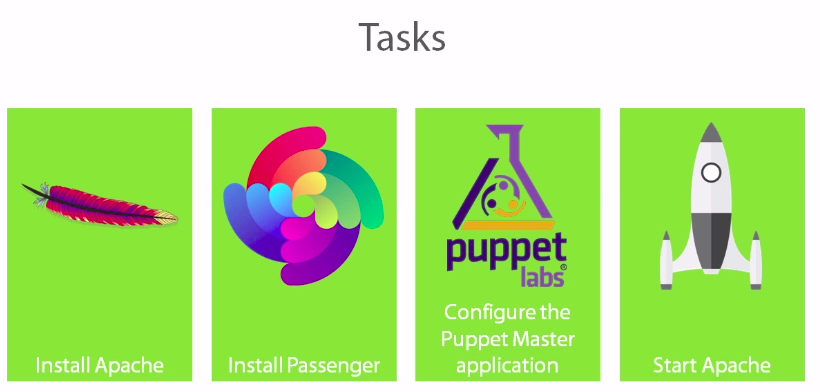 Tasks
puppet
labs®
Configure the
Puppet Master
Install Apache
Install Passenger
application
Start Apache